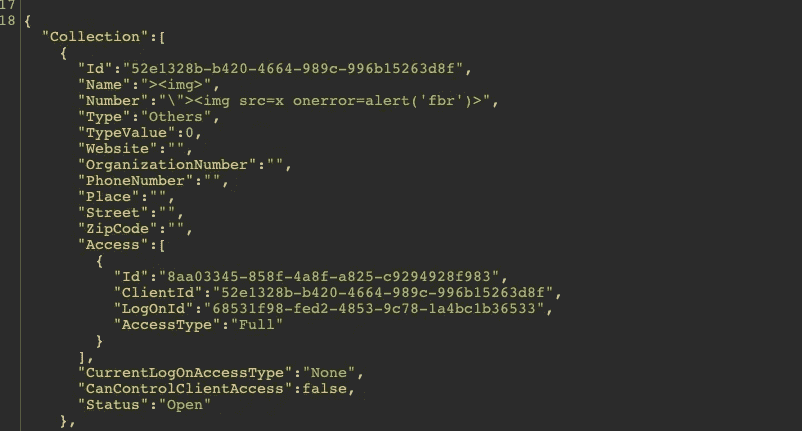 17
18 {
"Collection":[
{
"Id":"52e1328b-b420-4664-989c-996b15263d8f",
"Name":"><img>",
"Number":"\"><img src=x onerror=alert('fbr')>",
"Type":"Others",
"TypeValue":0,
"Website":"",
"OrganizationNumber":"",
"PhoneNumber":"",
"Place":"",
"Street":"",
"ZipCode":"",
"Access":[
{
"Id":"8aa03345-858f-4a8f-a825-c9294928f983",
"ClientId":"52e1328b-b420-4664-989c-996b15263d8f",
"LogOnId":"68531f98-fed2-4853-9c78-1a4bc1b36533",
"AccessType":"Full"
}
],
"CurrentLogOnAccessType":"None",
"CanControlClientAccess":false,
"Status":"Open"
},